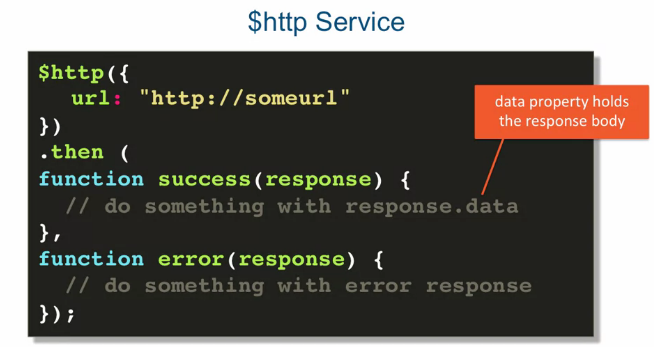 $http Service
$http({
url: "http://someurl"
})
.then (
function success(response) {
// do something with response.data
},
function error(response) {
// do something with error response
});
data property holds
the response body